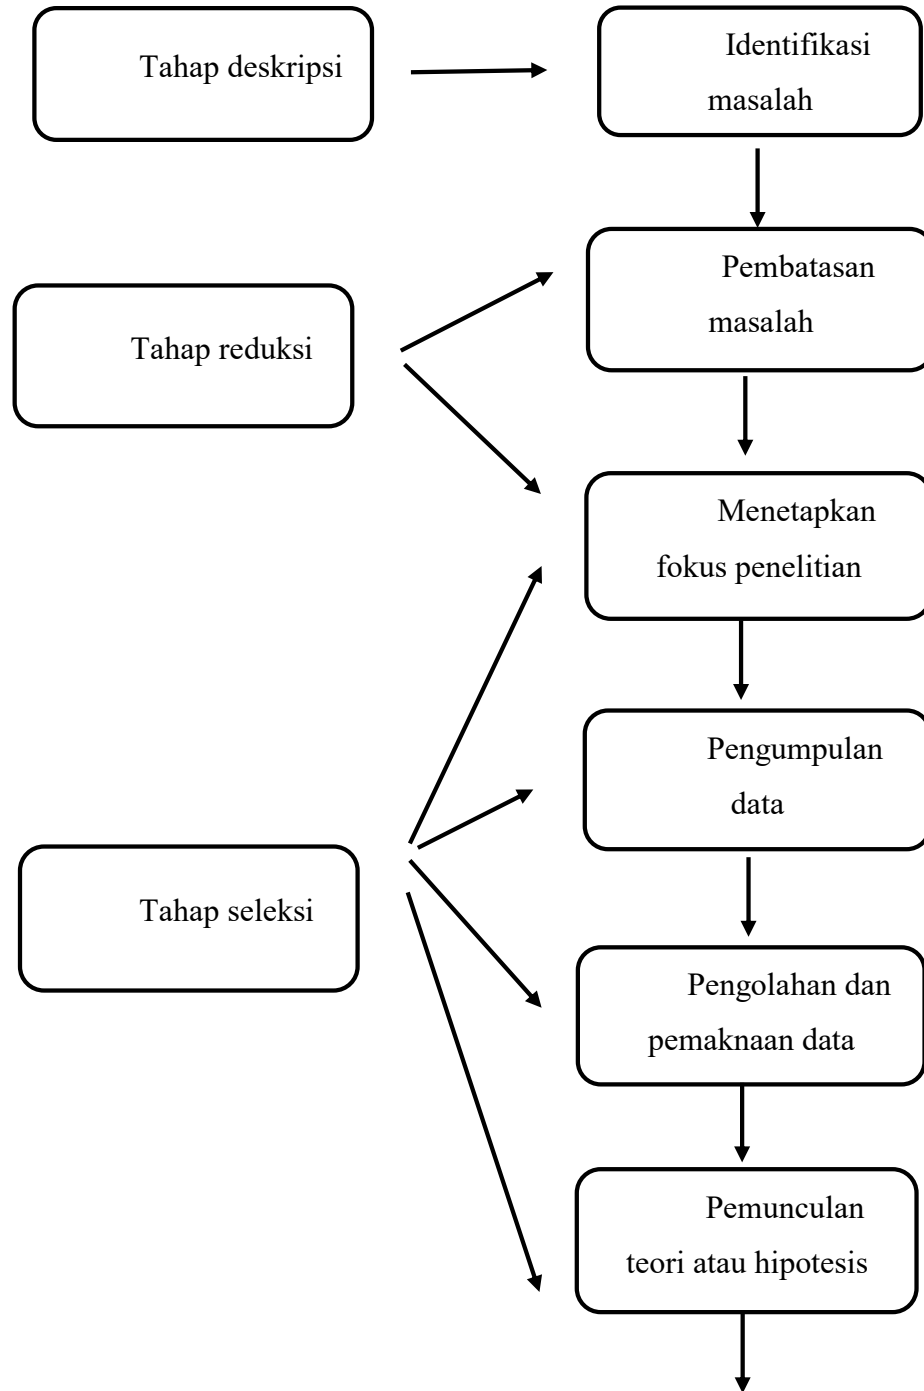 Tahap deskripsi
Identifikasi
masalah
Pembatasan
masalah
Tahap reduksi
Menetapkan
fokus penelitian
Pengumpulan
data
Tahap seleksi
Pengolahan dan
pemaknaan data
Pemunculan
teori atau hipotesis